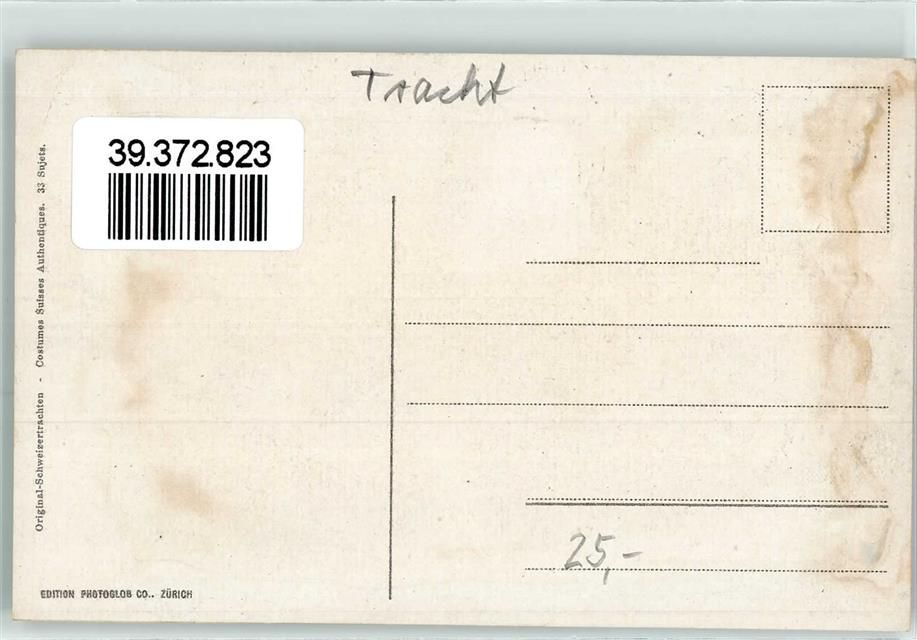 Tracht
39.372.823
Original-Schweizertrachten - Costumes Suisses Authentiques. 33 Sujets.
25,-
EDITION PHOTOGLOB CO.. ZÜRICH